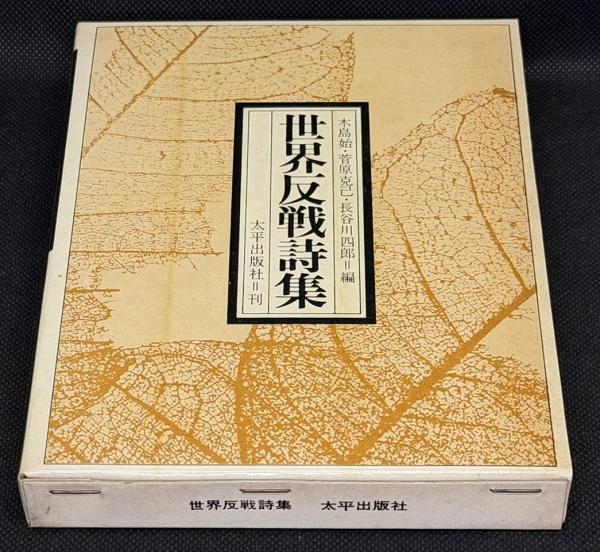 木島始・菅原克己・長谷川四郎＝編
世界反戦詩集
太平出版社＝刊
世界反戦詩集　太平出版社